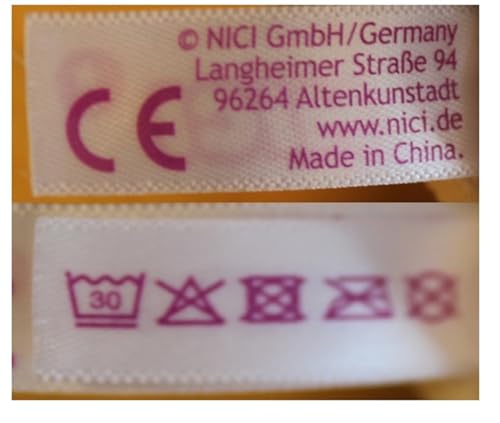 © NICI GmbH/Germany
Langheimer Straße 94
96264 Altenkunstadt
www.nici.de
Made in China.
CE
30